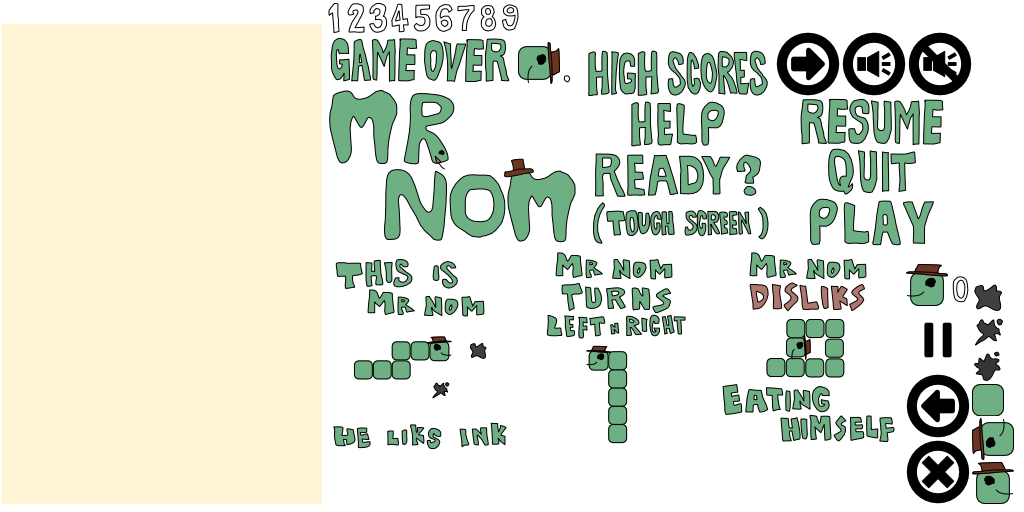 123456789
GAME OVER .
HIGH SCORES
HELP
READY?
(TOUCH SCREEN)
RESUME
QUIT
PLAY
MR
NOM
THIS IS
MR NOM
HE LIKS INK
MR NOM
TURNS
LEFT N RIGHT
MR NOM
DISLIKS
EATING
HIMSELF
0